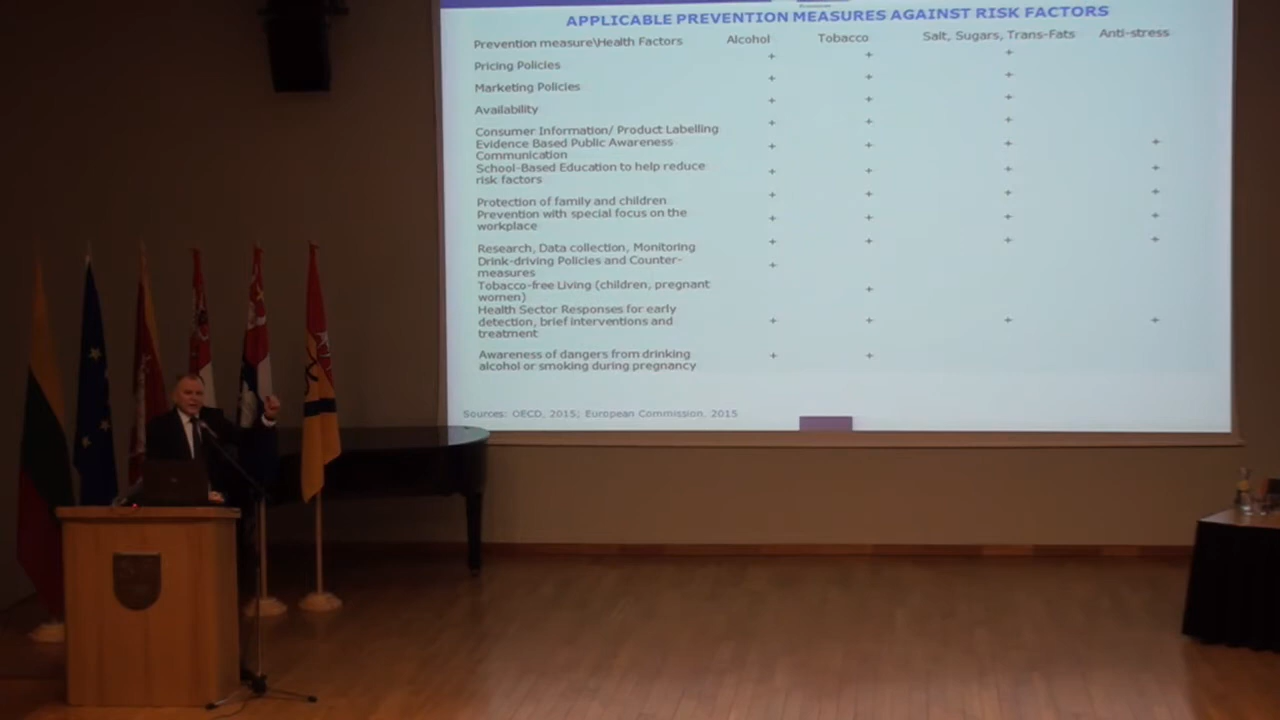 APPLICABLE PREVENTION MEASURES AGAINST RISK FACTORS
Prevention measure\Health Factors Alcohol Tobacco Salt, Sugars, Trans-Fats Anti-stress
+ + +
Pricing Policies
+ + +
Marketing Policies
+ + +
Availability
+ + +
Consumer Information/ Product Labelling
Evidence Based Public Awareness
+ + + +
Communication
School-Based Education to help reduce
+ + + +
risk factors
+ + + +
Protection of family and children
Prevention with special focus on the
+ + + +
workplace
+ + + +
Research, Data collection, Monitoring
Drink-driving Policies and Counter-
+
measures
Tobacco-free Living (children, pregnant
+
women)
Health Sector Responses for early
detection, brief interventions and + + + +
treatment
Awareness of dangers from drinking + +
alcohol or smoking during pregnancy
Sources: OECD, 2015; European Commission, 2015